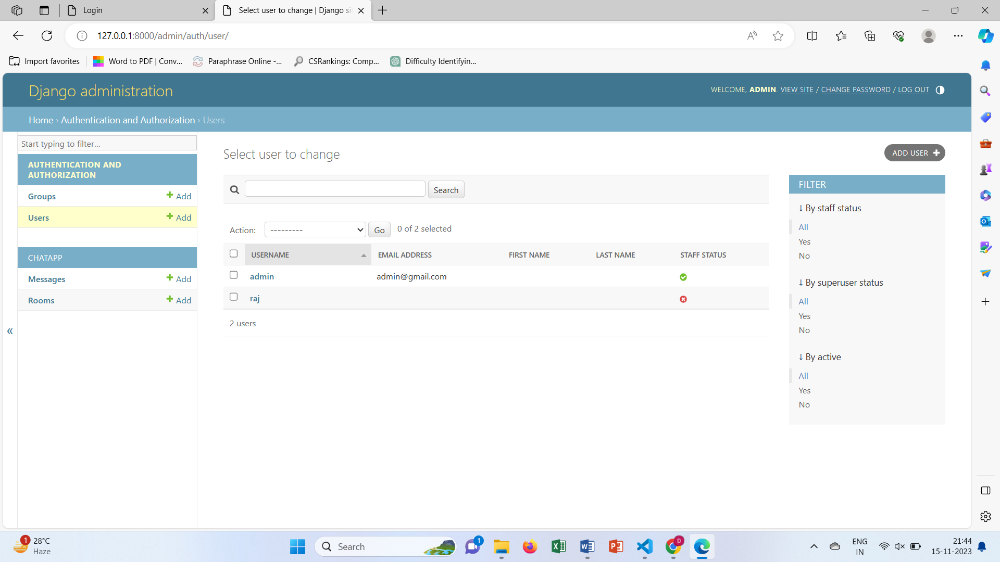 Login
Select user to change | Django si
127.0.0.1:8000/admin/auth/user/
Import favorites
Word to PDF | Conv...
Paraphrase Online -...
CSRankings: Comp...
Difficulty Identifyin...
Django administration
WELCOME, ADMIN. VIEW SITE / CHANGE PASSWORD / LOG OUT
Home › Authentication and Authorization › Users
Start typing to filter...
AUTHENTICATION AND
AUTHORIZATION
Groups
+ Add
Users
+ Add
CHATAPP
Messages
+ Add
Rooms
+ Add
«
Select user to change
ADD USER +
Search
Action:
---------
Go
0 of 2 selected
USERNAME
EMAIL ADDRESS
FIRST NAME
LAST NAME
STAFF STATUS
admin
admin@gmail.com
raj
2 users
FILTER
↓ By staff status
All
Yes
No
↓ By superuser status
All
Yes
No
↓ By active
All
Yes
No
1
28°C
Haze
Search
1
D
ENG
IN
21:44
15-11-2023